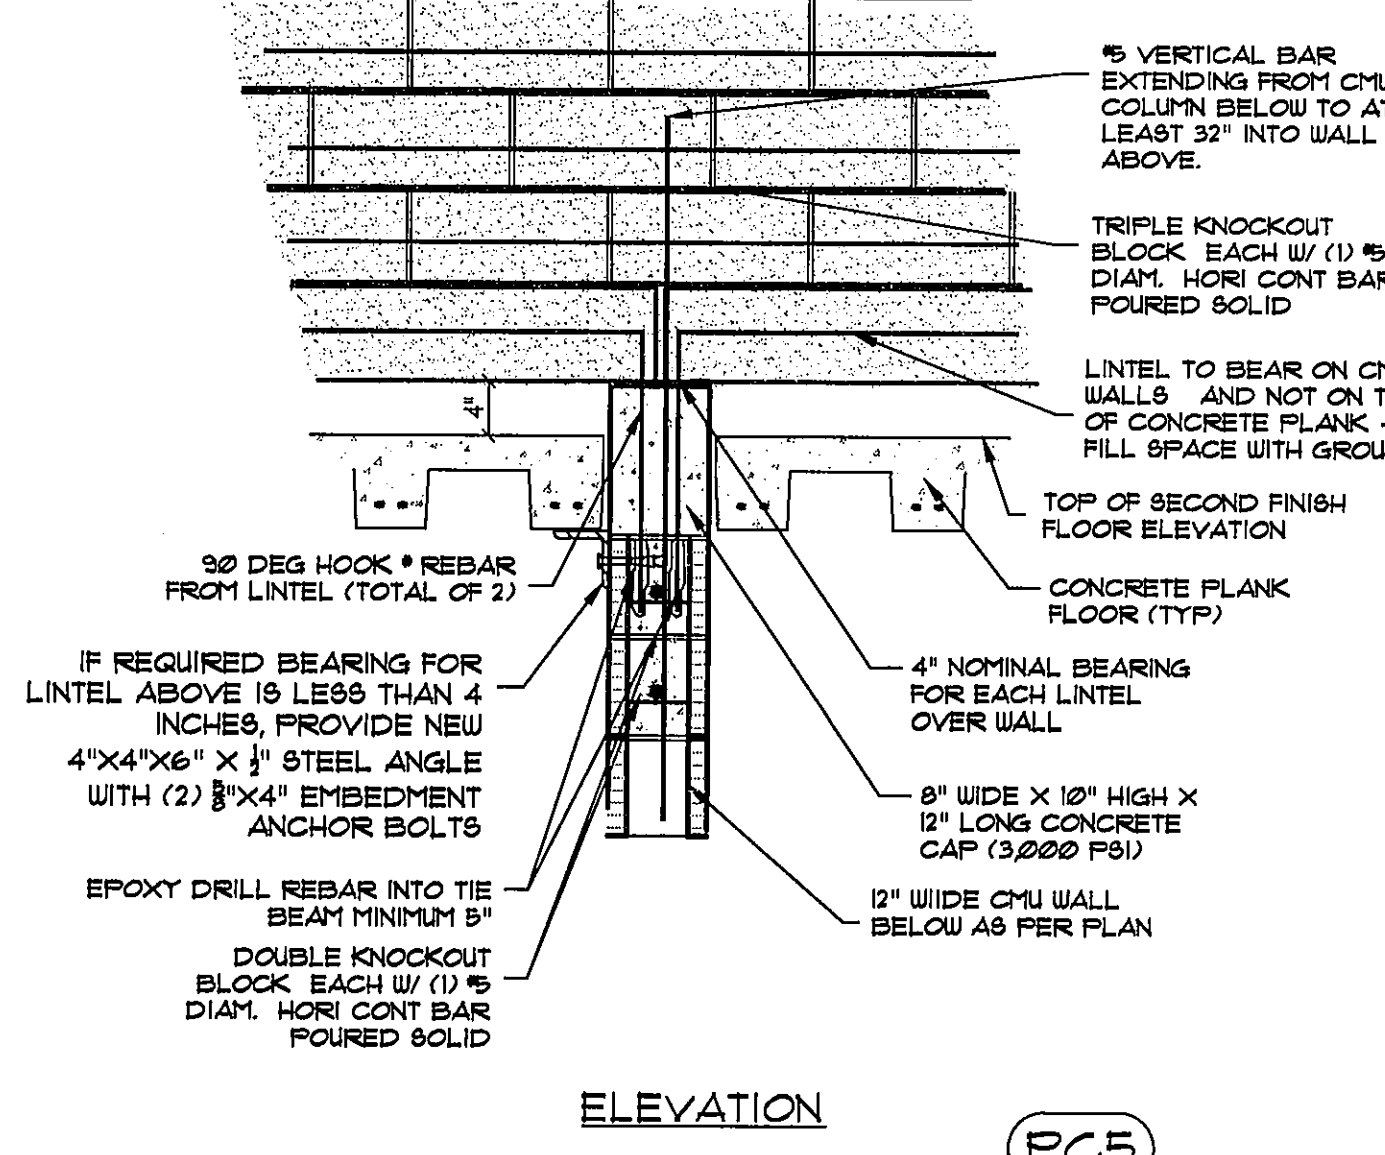 #5 VERTICAL BAR
EXTENDING FROM CMU
COLUMN BELOW TO
LEAST 32" INTO WALL
ABOVE.
TRIPLE KNOCKOUT
BLOCK EACH W/ (1) #5
DIAM. HORI CONT BAR
POURED SOLID
LINTEL TO BEAR ON
WALLS AND NOT ON
OF CONCRETE PLANK -
FILL SPACE WITH
4"
TOP OF SECOND FINISH
FLOOR ELEVATION
CONCRETE PLANK
FLOOR (TYP)
4" NOMINAL BEARING
FOR EACH LINTEL
OVER WALL
8" WIDE X 10" HIGH X
12" LONG CONCRETE
CAP (3,000 PSI)
12" WIIDE CMU WALL
BELOW AS PER PLAN
90 DEG HOOK # REBAR
FROM LINTEL (TOTAL OF 2)
IF REQUIRED BEARING FOR
LINTEL ABOVE IS LESS THAN 4
INCHES, PROVIDE NEW
4"X4"X6" X 1/2" STEEL ANGLE
WITH (2) 5/8"X4" EMBEDMENT
ANCHOR BOLTS
EPOXY DRILL REBAR INTO TIE
BEAM MINIMUM 5"
DOUBLE KNOCKOUT
BLOCK EACH W/ (1) #5
DIAM. HORI CONT BAR
POURED SOLID
ELEVATION
PC5